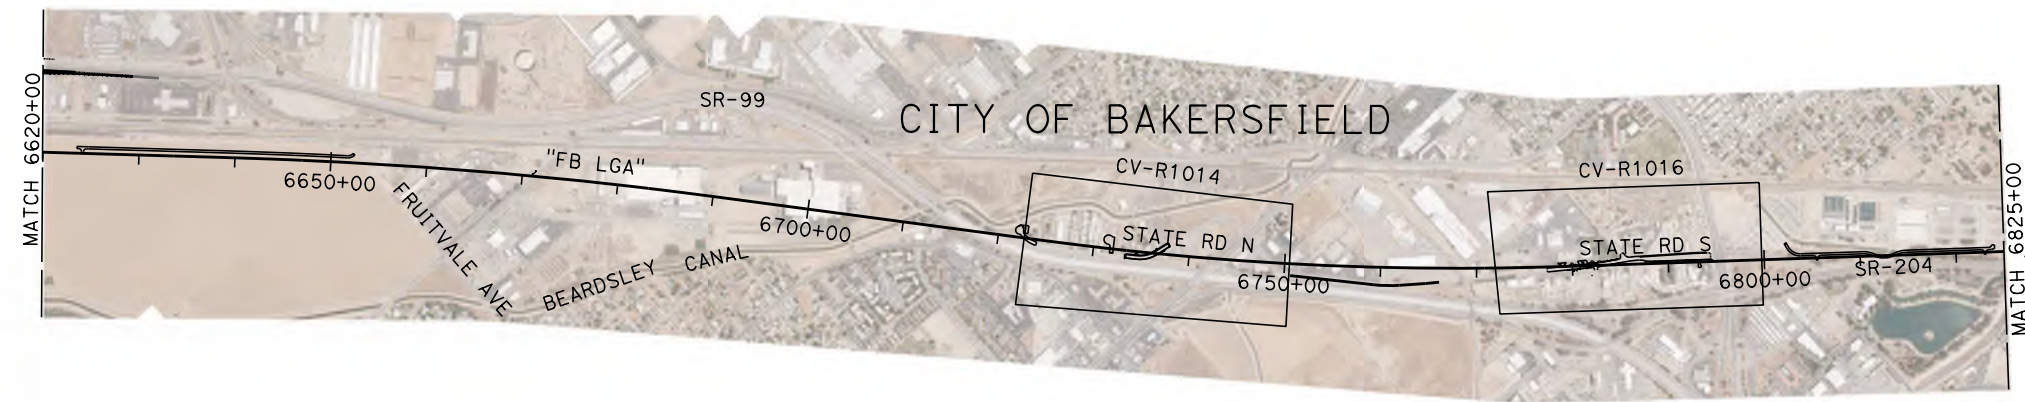 MATCH 6620+00
SR-99
CITY OF BAKERSFIELD
"FB LGA"
CV-R1014
CV-R1016
6650+00
FRUITVALE AVE
6700+00
STATE RD N
STATE RD S
BEARDSLEY CANAL
6750+00
6800+00
SR-204
MATCH 6825+00